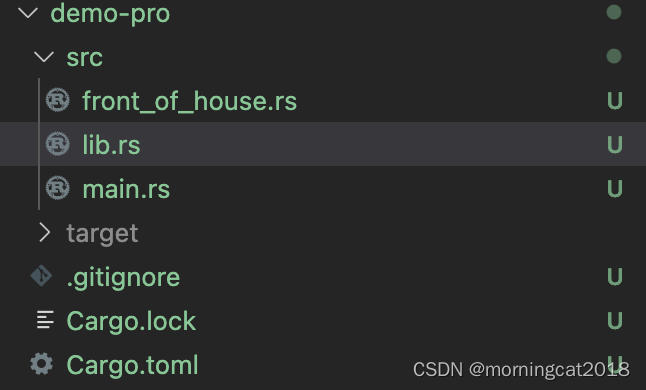 demo-pro
src
front_of_house.rs U
lib.rs U
main.rs U
target
.gitignore U
Cargo.lock U
Cargo.toml U
CSDN @morningcat2018